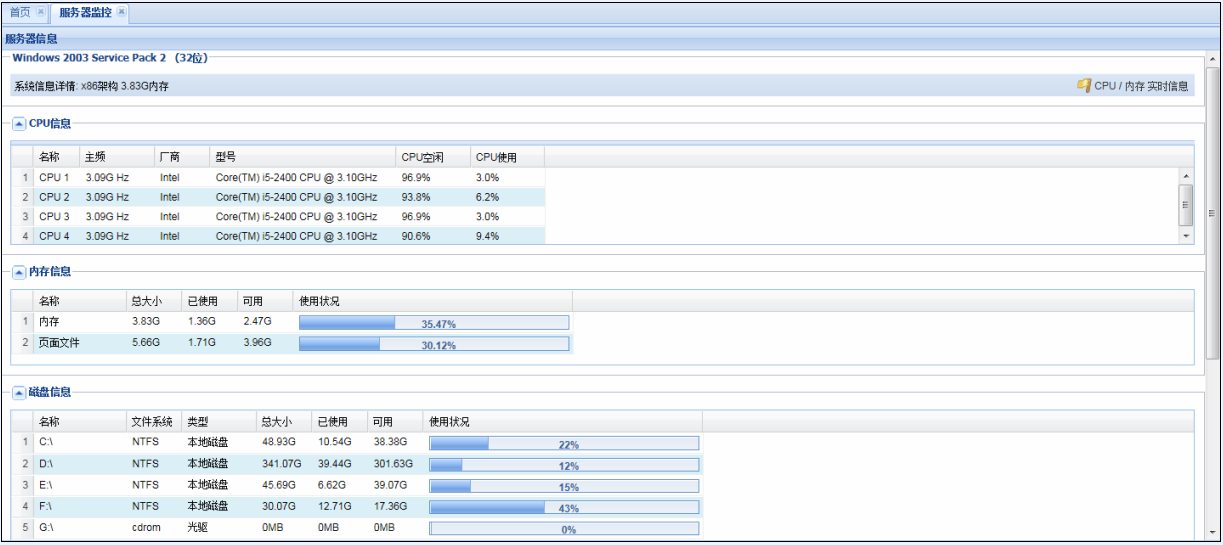 首页 服务器监控
服务器信息
Windows 2003 Service Pack 2 （32位）
系统信息详情: x86架构 3.83G内存 CPU / 内存 实时信息
CPU信息
名称 主频 厂商 型号 CPU空闲 CPU使用
1 CPU 1 3.09G Hz Intel Core(TM) i5-2400 CPU @ 3.10GHz 96.9% 3.0%
2 CPU 2 3.09G Hz Intel Core(TM) i5-2400 CPU @ 3.10GHz 93.8% 6.2%
3 CPU 3 3.09G Hz Intel Core(TM) i5-2400 CPU @ 3.10GHz 96.9% 3.0%
4 CPU 4 3.09G Hz Intel Core(TM) i5-2400 CPU @ 3.10GHz 90.6% 9.4%
内存信息
名称 总大小 已使用 可用 使用状况
1 内存 3.83G 1.36G 2.47G 35.47%
2 页面文件 5.66G 1.71G 3.96G 30.12%
磁盘信息
名称 文件系统 类型 总大小 已使用 可用 使用状况
1 C:\ NTFS 本地磁盘 48.93G 10.54G 38.38G 22%
2 D:\ NTFS 本地磁盘 341.07G 39.44G 301.63G 12%
3 E:\ NTFS 本地磁盘 45.69G 6.62G 39.07G 15%
4 F:\ NTFS 本地磁盘 30.07G 12.71G 17.36G 43%
5 G:\ cdrom 光驱 0MB 0MB 0MB 0%